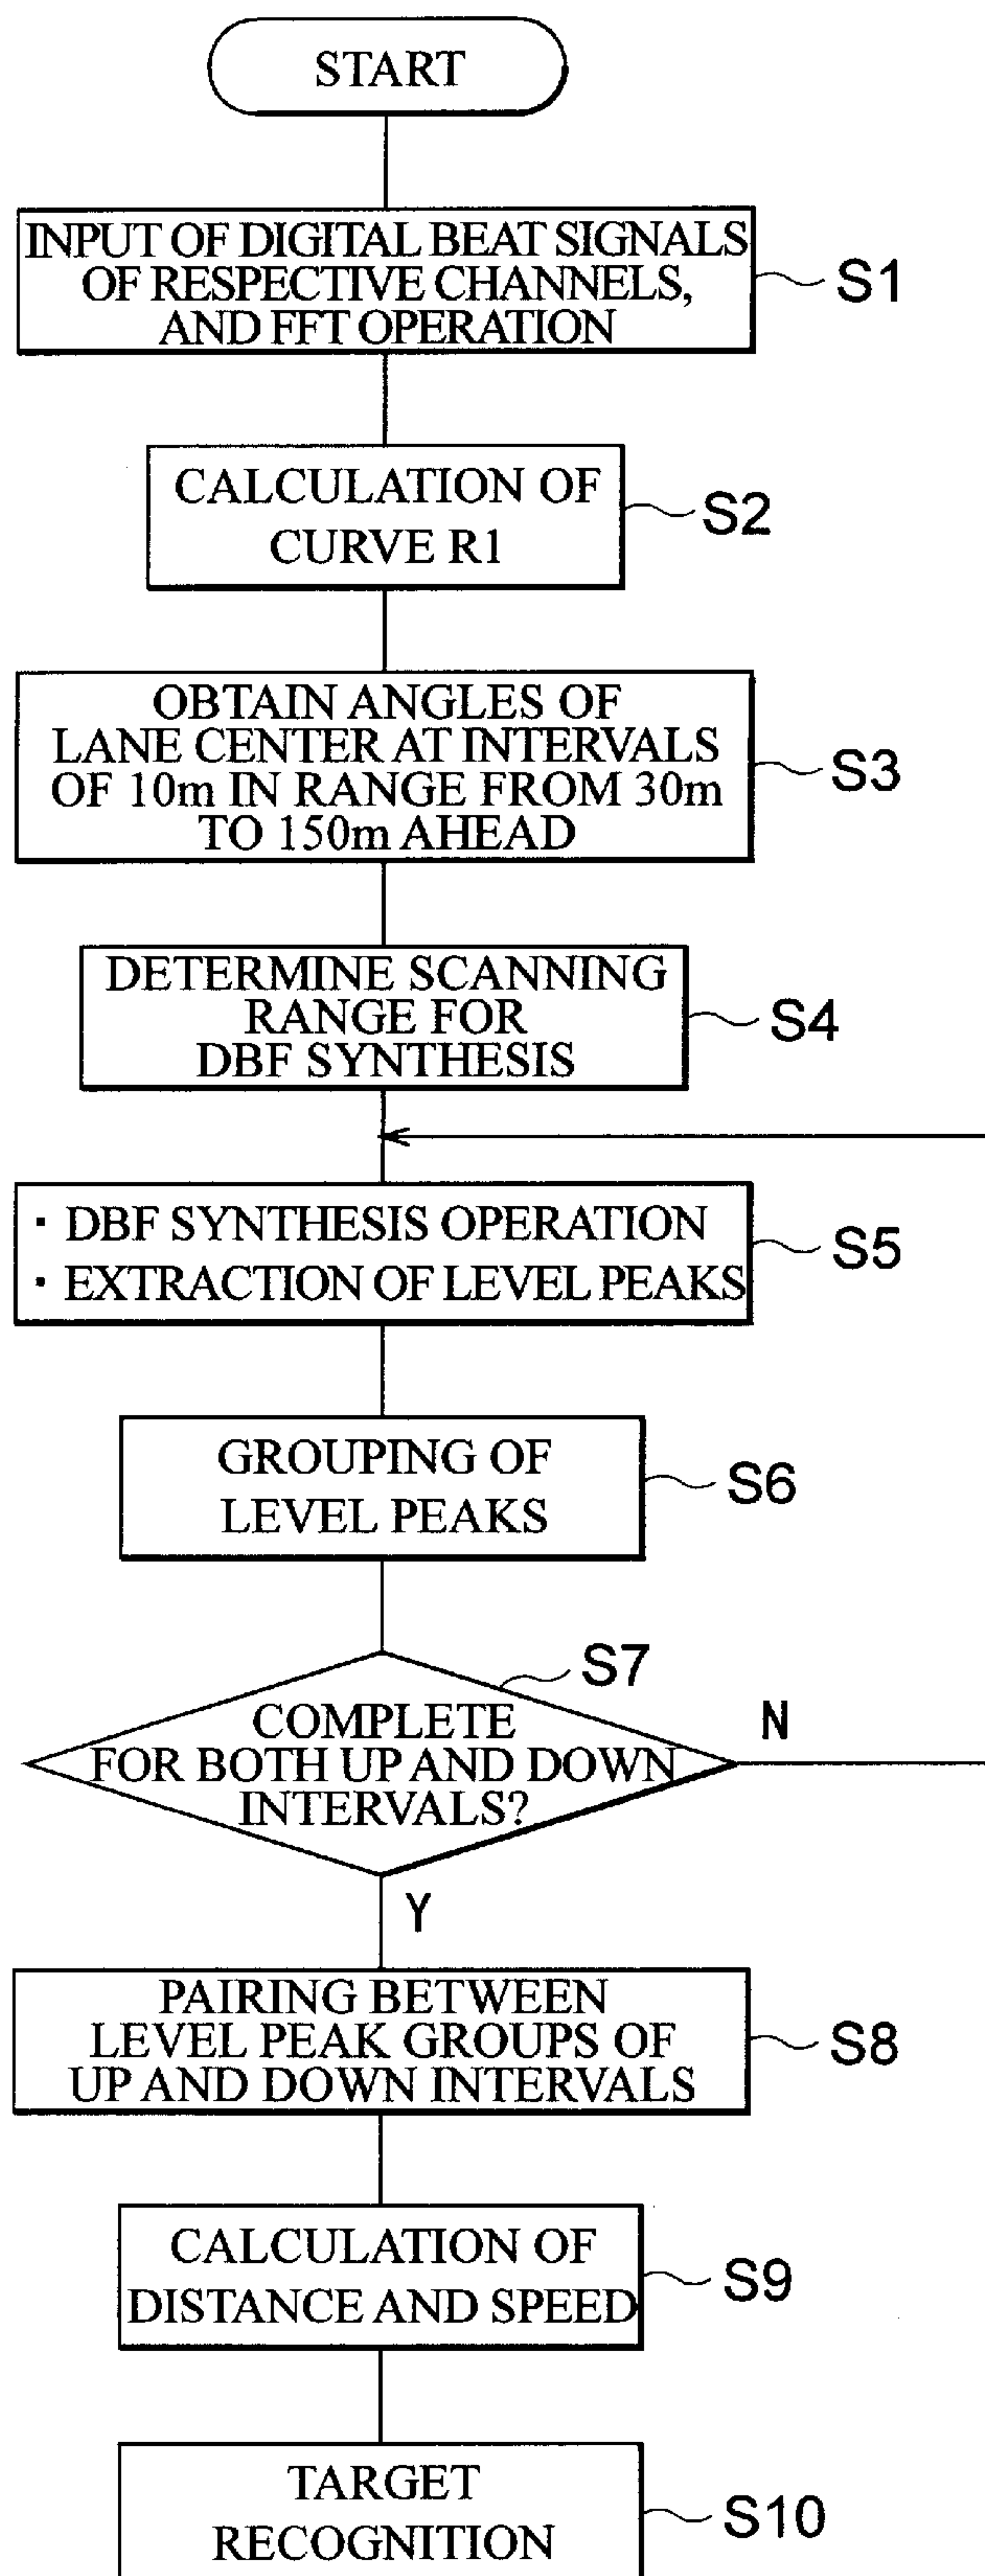 START
INPUT OF DIGITAL BEAT SIGNALS
OF RESPECTIVE CHANNELS,
AND FFT OPERATION
S1
CALCULATION OF
CURVE R1
S2
OBTAIN ANGLES OF
LANE CENTER AT INTERVALS
OF 10m IN RANGE FROM 30m
TO 150m AHEAD
S3
DETERMINE SCANNING
RANGE FOR
DBF SYNTHESIS
S4
・DBF SYNTHESIS OPERATION
・EXTRACTION OF LEVEL PEAKS
S5
GROUPING OF
LEVEL PEAKS
S6
S7
COMPLETE
FOR BOTH UP AND DOWN
INTERVALS?
N
Y
PAIRING BETWEEN
LEVEL PEAK GROUPS OF
UP AND DOWN INTERVALS
S8
CALCULATION OF
DISTANCE AND SPEED
S9
TARGET
RECOGNITION
S10